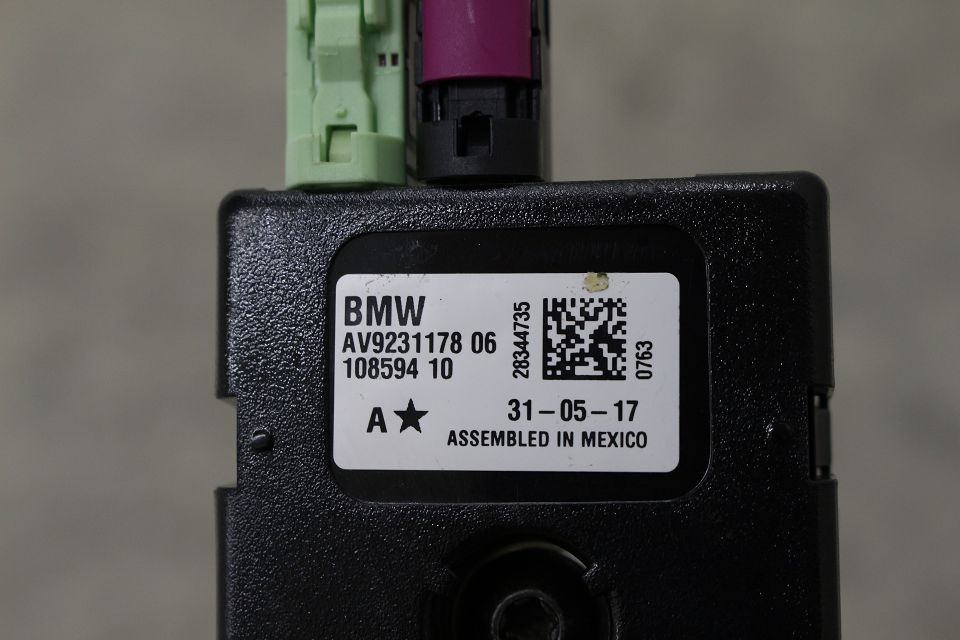 BMW
AV9231178 06
108594 10
28344735
0763
A★
31-05-17
ASSEMBLED IN MEXICO